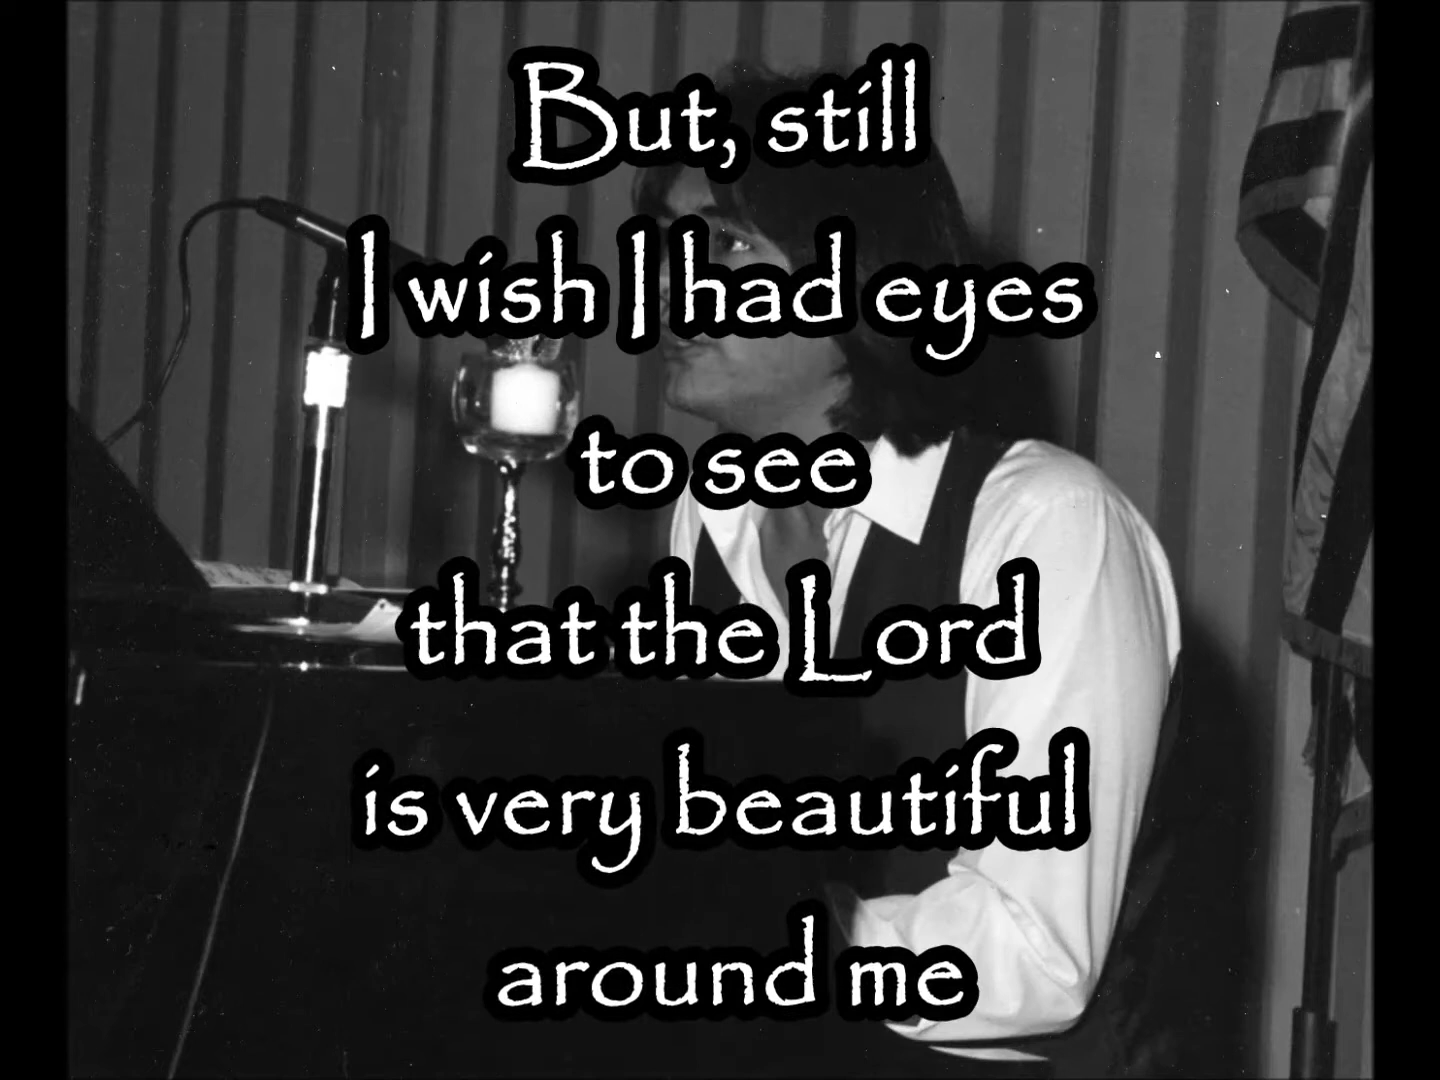 But, still
I wish I had eyes
to see
that the Lord
is very beautiful
around me